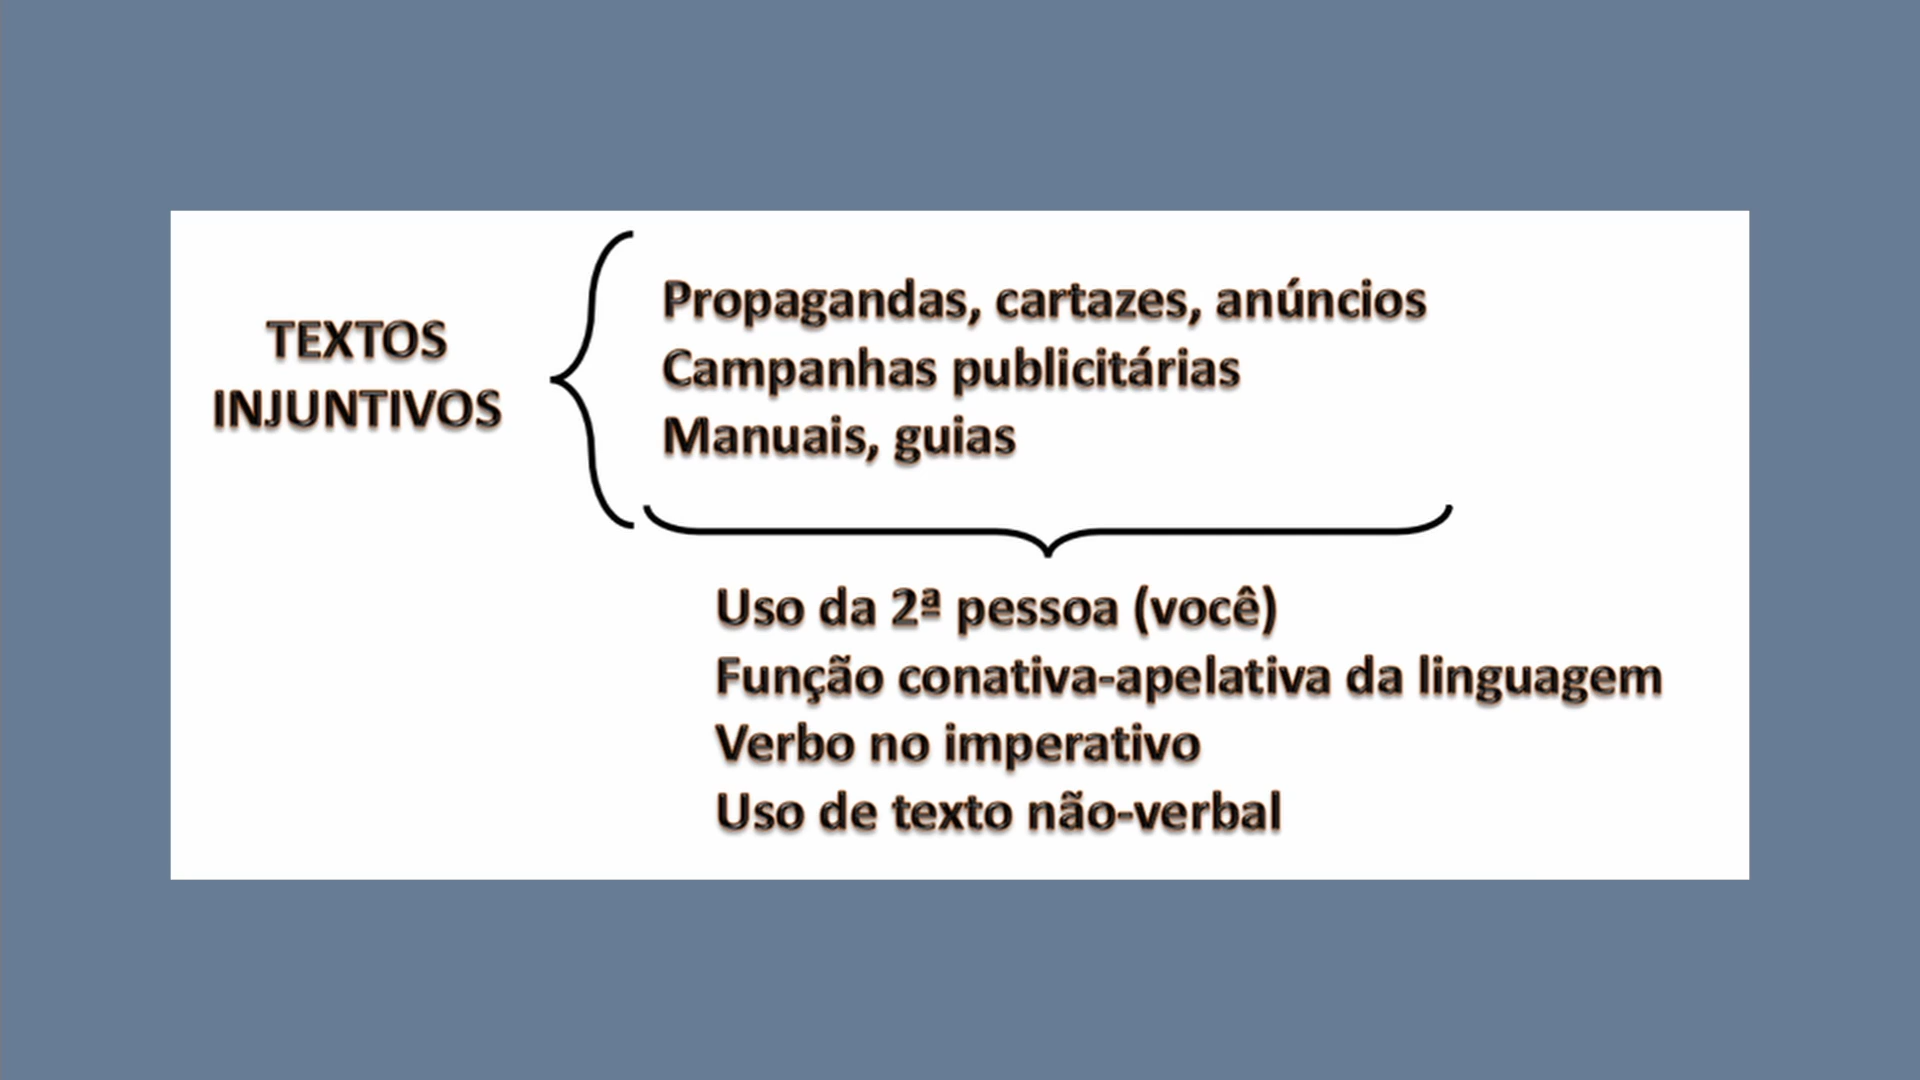 TEXTOS
INJUNTIVOS
Propagandas, cartazes, anúncios
Campanhas publicitárias
Manuais, guias
Uso da 2ª pessoa (você)
Função conativa-apelativa da linguagem
Verbo no imperativo
Uso de texto não-verbal